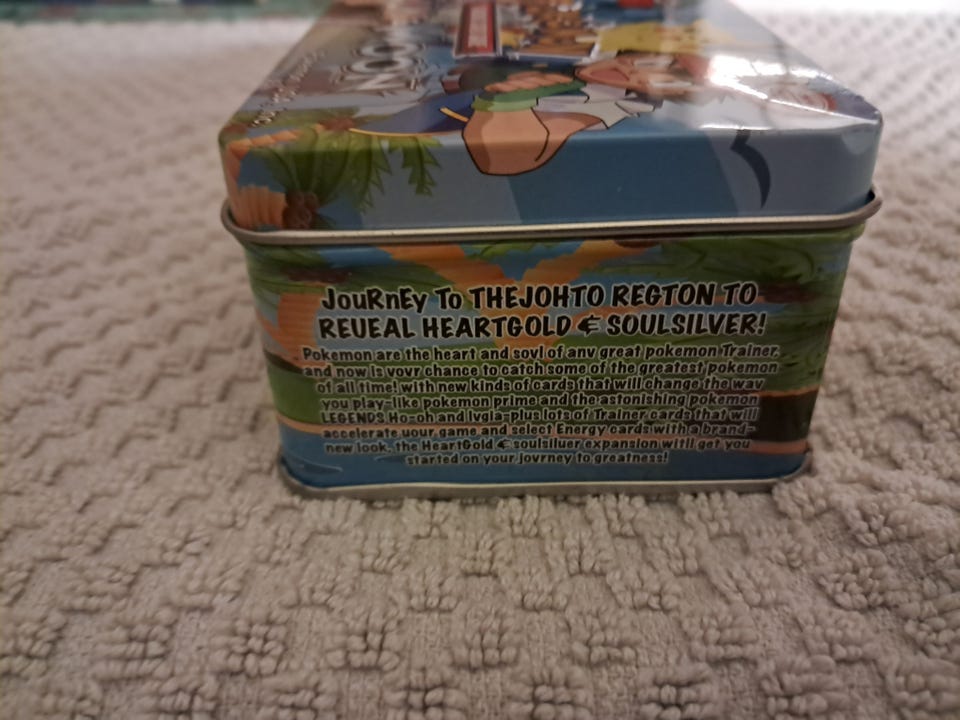 JouRnEy To THEJOHTO REGTON TO
REUEAL HEARTGOLD & SOULSILVER!
Pokemon are the heart and sovl of anv great pokemon Trainer,
and now is vovr chance to catch some of the greatest pokemon
of all time! with new kinds of cards that will change the way
you play-like pokemon prime and the astonishing pokemon
LEGENDS Ho-oh and lvgia-plus lots of Trainer cards that will
accelerate uour game and select Energy cards with a brand-
new look, the HeartGold & soulsiluer expansion witll get you
started on your jovrney to greatness!